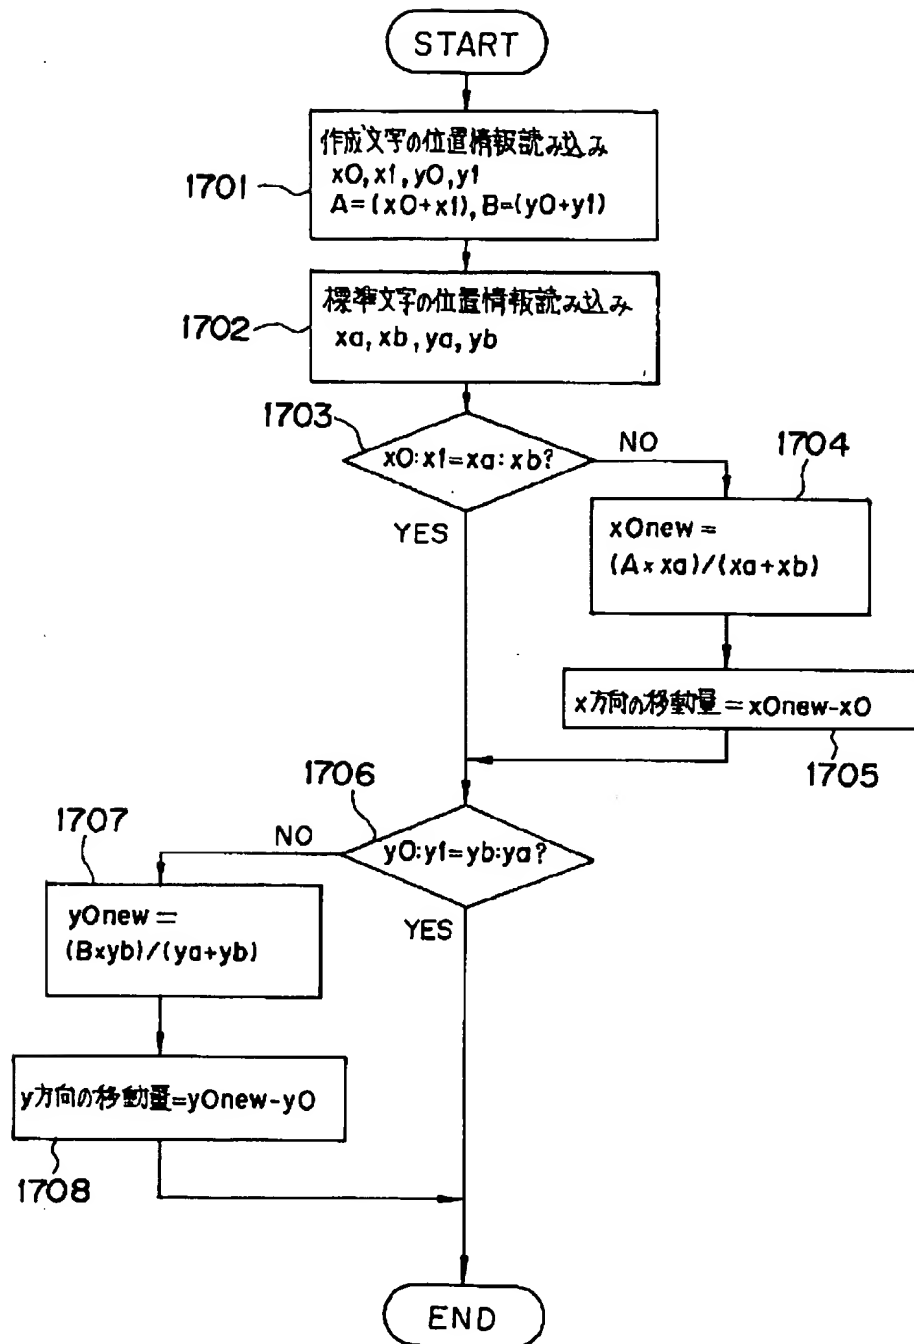 START
1701
作成文字の位置情報読み込み
x0, x1, y0, y1
A=(x0+x1), B=(y0+y1)
1702
標準文字の位置情報読み込み
xa, xb, ya, yb
1703
x0:x1=xa:xb?
NO
YES
1704
x0new=
(A×xa)/(xa+xb)
x方向の移動量=x0new-x0
1705
1706
y0:y1=yb:ya?
NO
YES
1707
y0new=
(B×yb)/(ya+yb)
y方向の移動量=y0new-y0
1708
END